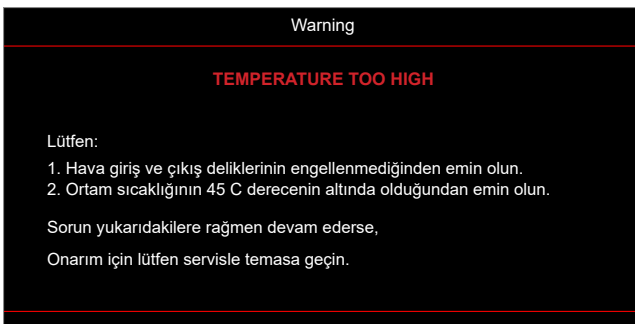 Warning
TEMPERATURE TOO HIGH
Lütfen:
1. Hava giriş ve çıkış deliklerinin engellenmediğinden emin olun.
2. Ortam sıcaklığının 45 C derecenin altında olduğundan emin olun.
Sorun yukarıdakilere rağmen devam ederse,
Onarım için lütfen servisle temasa geçin.